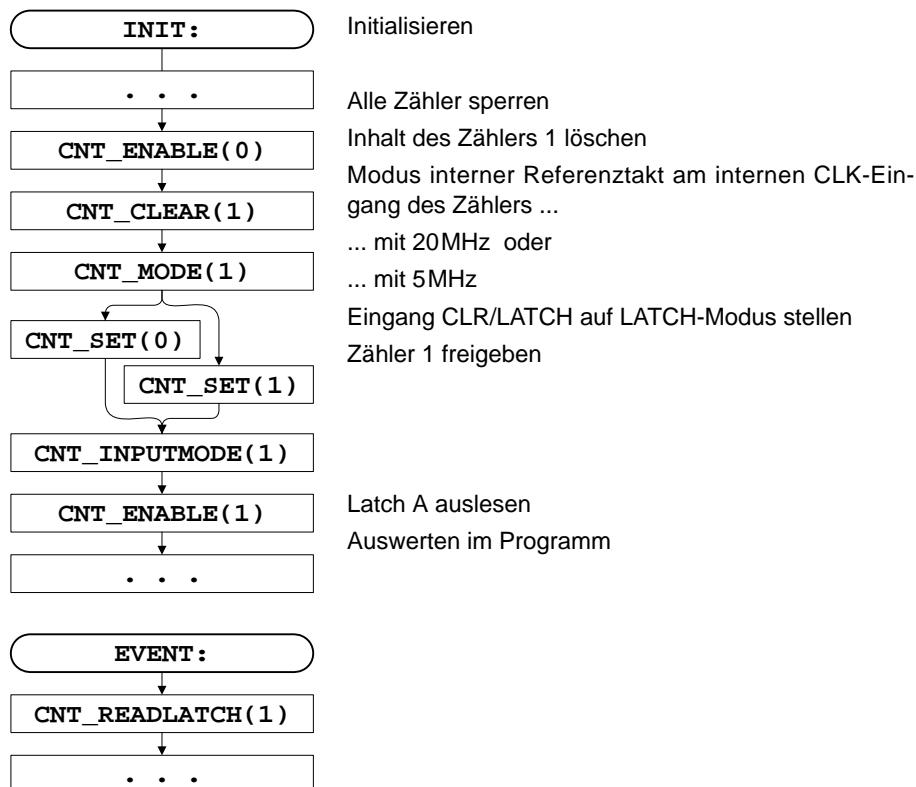 INIT:
. . .
CNT_ENABLE(0)
CNT_CLEAR(1)
CNT_MODE(1)
CNT_SET(0)
CNT_SET(1)
CNT_INPUTMODE(1)
CNT_ENABLE(1)
. . .
EVENT:
CNT_READLATCH(1)
. . .
Initialisieren
Alle Zähler sperren
Inhalt des Zählers 1 löschen
Modus interner Referenztakt am internen CLK-Ein-
gang des Zählers ...
... mit 20MHz oder
... mit 5MHz
Eingang CLR/LATCH auf LATCH-Modus stellen
Zähler 1 freigeben
Latch A auslesen
Auswerten im Programm